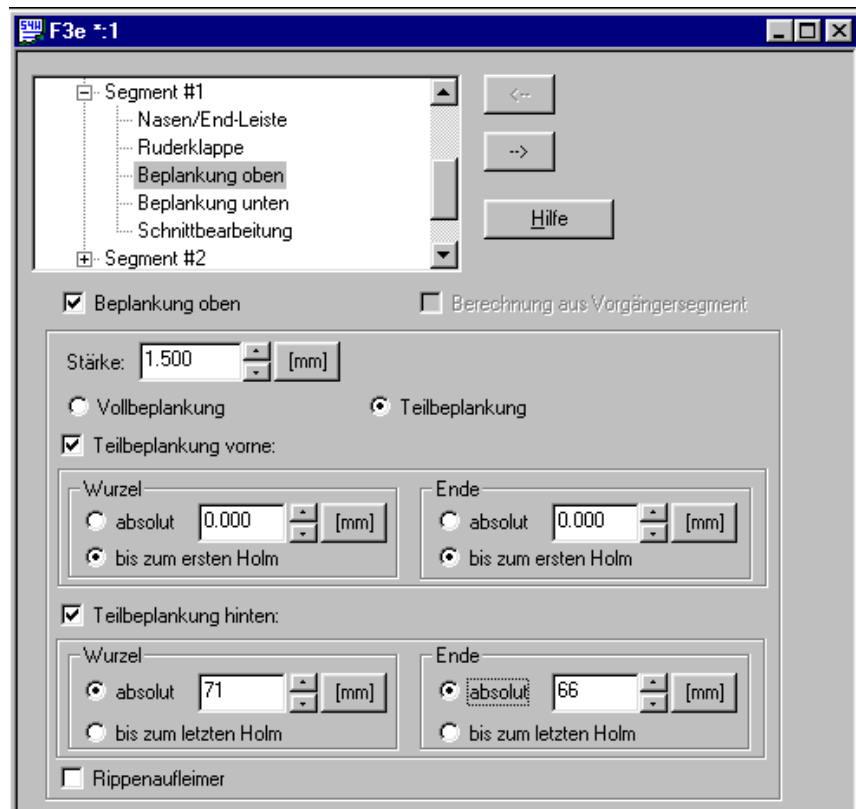 F3e *:1
Segment #1
Nasen/End-Leiste
Ruderklappe
Beplankung oben
Beplankung unten
Schnittbearbeitung
Segment #2
<--
-->
Hilfe
Beplankung oben
Berechnung aus Vorgängersegment
Stärke: 1.500 [mm]
Vollbeplankung Teilbeplankung
Teilbeplankung vorne:
Wurzel Ende
absolut 0.000 [mm] absolut 0.000 [mm]
bis zum ersten Holm bis zum ersten Holm
Teilbeplankung hinten:
Wurzel Ende
absolut 71 [mm] absolut 66 [mm]
bis zum letzten Holm bis zum letzten Holm
Rippenaufleimer